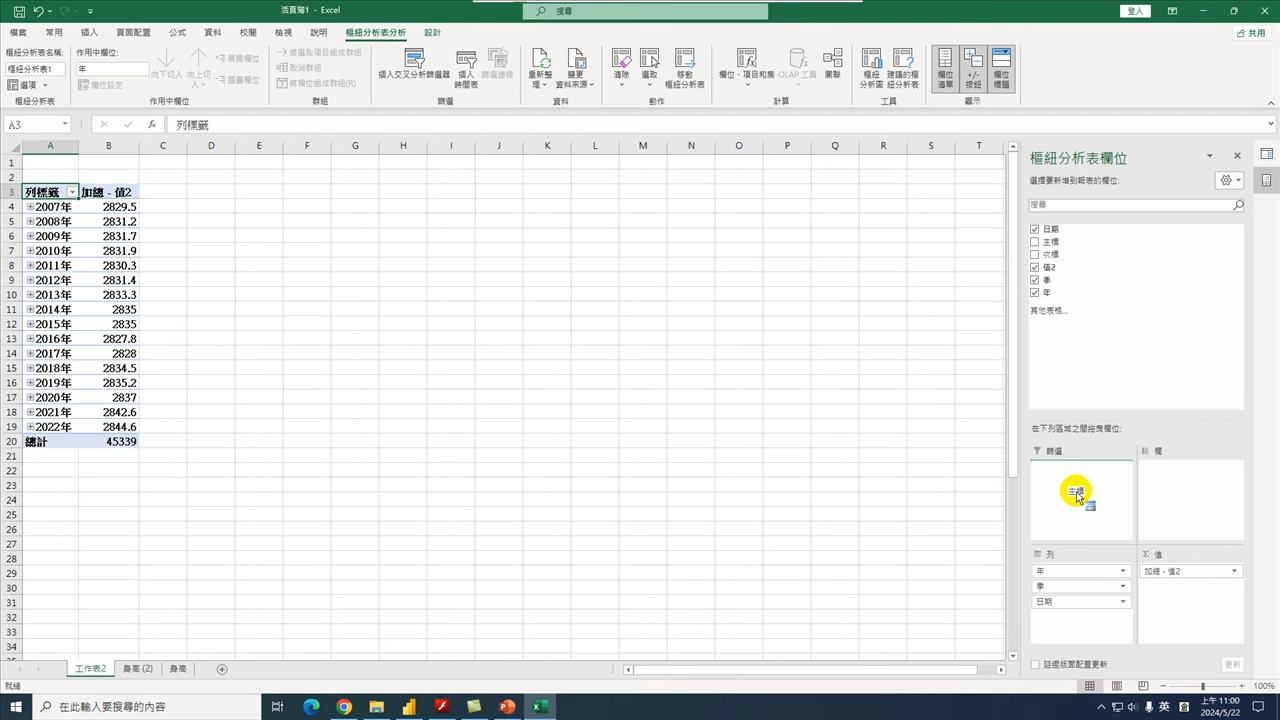 活頁簿1 - Excel
搜尋
登入
檔案 常用 插入 頁面配置 公式 資料 校閱 檢視 說明 樞紐分析表分析 設計
共用
樞紐分析表名稱:
樞紐分析表1
選項
樞紐分析表
作用中欄位:
年
欄位設定
向下切入
向上切入
展開欄位
摺疊欄位
作用中欄位
將選取項目組成群組
取消群組
將欄位組成群組(R)
群組
插入交叉分析篩選器
插入時間表
篩選連線
篩選
重新整理
變更資料來源
資料
清除
選取
移動樞紐分析表
動作
欄位、項目和集
OLAP 工具
關聯
計算
樞紐分析圖
建議的樞紐分析表
工具
欄位清單
+/- 按鈕
欄位標題
顯示
A3
fx
列標籤
A B C D E F G H I J K L M N O P Q R S T
1
2
3 列標籤 加總 - 值2
4 2007年 2829.5
5 2008年 2831.2
6 2009年 2831.7
7 2010年 2831.9
8 2011年 2830.3
9 2012年 2831.4
10 2013年 2833.3
11 2014年 2835
12 2015年 2835
13 2016年 2827.8
14 2017年 2828
15 2018年 2834.5
16 2019年 2835.2
17 2020年 2837
18 2021年 2842.6
19 2022年 2844.6
20 總計 45339
21
22
23
24
25
26
27
28
29
30
31
32
33
34
樞紐分析表欄位
選擇要新增到報表的欄位:
搜尋
日期
主欄
次欄
值2
季
年
其他表格...
在下列區域之間拖曳欄位:
篩選
欄
主欄
列
Σ 值
年
季
日期
加總 - 值2
延遲版面配置更新
更新
工作表2 身高 (2) 身高
就緒
100%
在此輸入要搜尋的內容
英
上午 11:00
2024/5/22